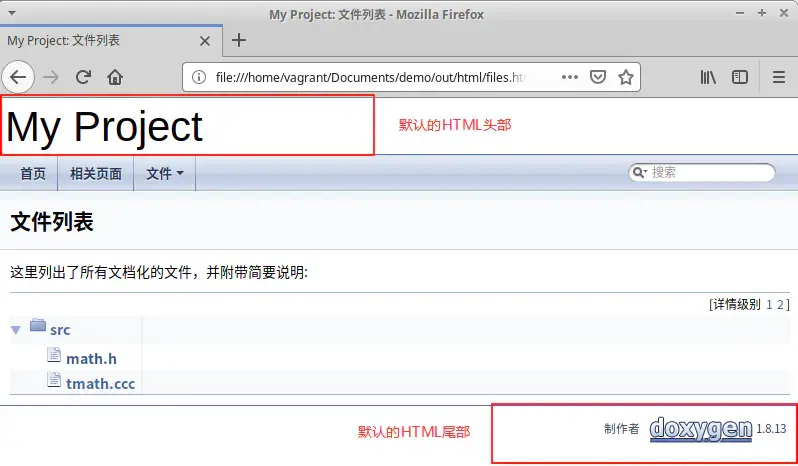 My Project: 文件列表 - Mozilla Firefox
My Project: 文件列表
file:///home/vagrant/Documents/demo/out/html/files.ht
My Project
默认的HTML头部
首页 相关页面 文件 搜索
文件列表
这里列出了所有文档化的文件，并附带简要说明:
[详情级别 1 2]
src
math.h
tmath.ccc
默认的HTML尾部
制作者 doxygen 1.8.13